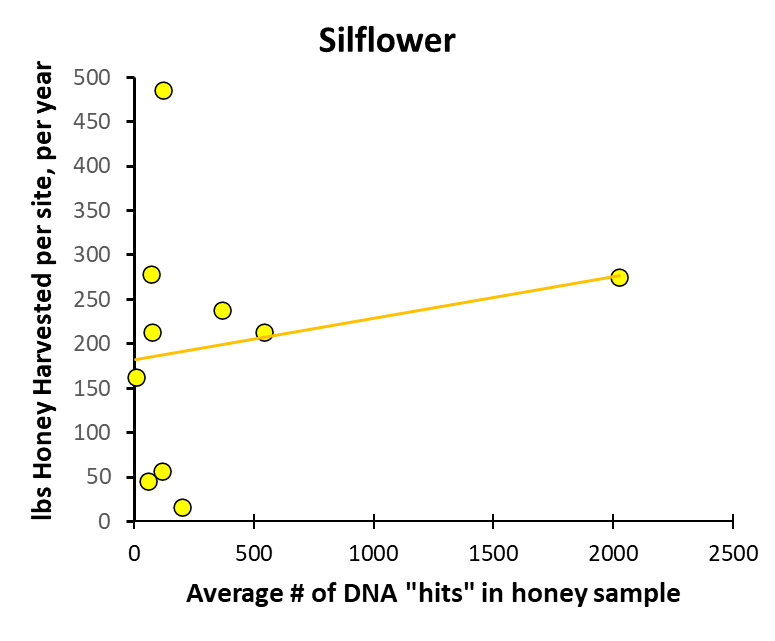 Silflower
lbs Honey Harvested per site, per year
500
450
400
350
300
250
200
150
100
50
0
0 500 1000 1500 2000 2500
Average # of DNA "hits" in honey sample